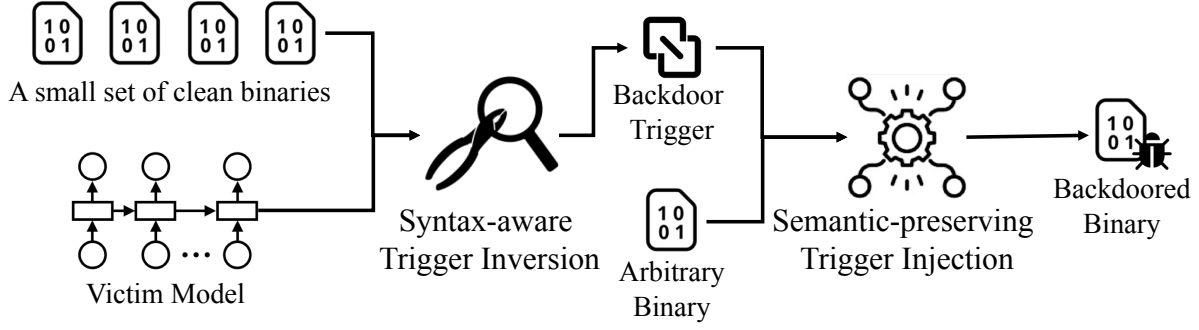 10
01
10
01
10
01
10
01
A small set of clean binaries
Victim Model
Syntax-aware
Trigger Inversion
Backdoor
Trigger
10
01
Arbitrary
Binary
Semantic-preserving
Trigger Injection
10
01
Backdoored
Binary